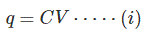 q = CV ····· (i)